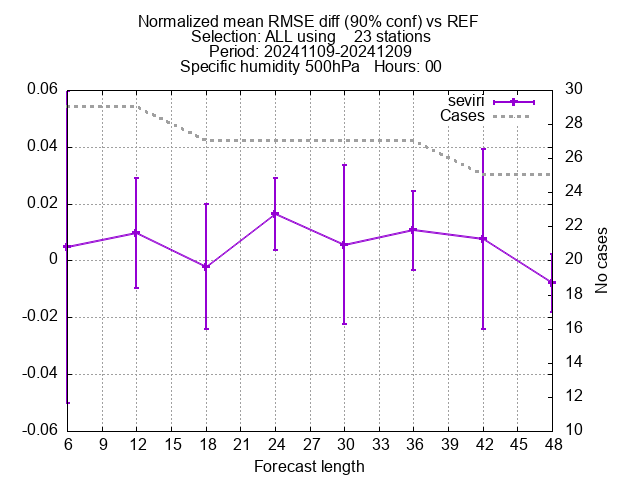 Normalized mean RMSE diff (90% conf) vs REF
Selection: ALL using    23 stations
Period: 20241109-20241209
Specific humidity 500hPa   Hours: 00
seviri
Cases
0.06
0.04
0.02
0
-0.02
-0.04
-0.06
30
28
26
24
22
20
18
16
14
12
10
No cases
6 9 12 15 18 21 24 27 30 33 36 39 42 45 48
Forecast length